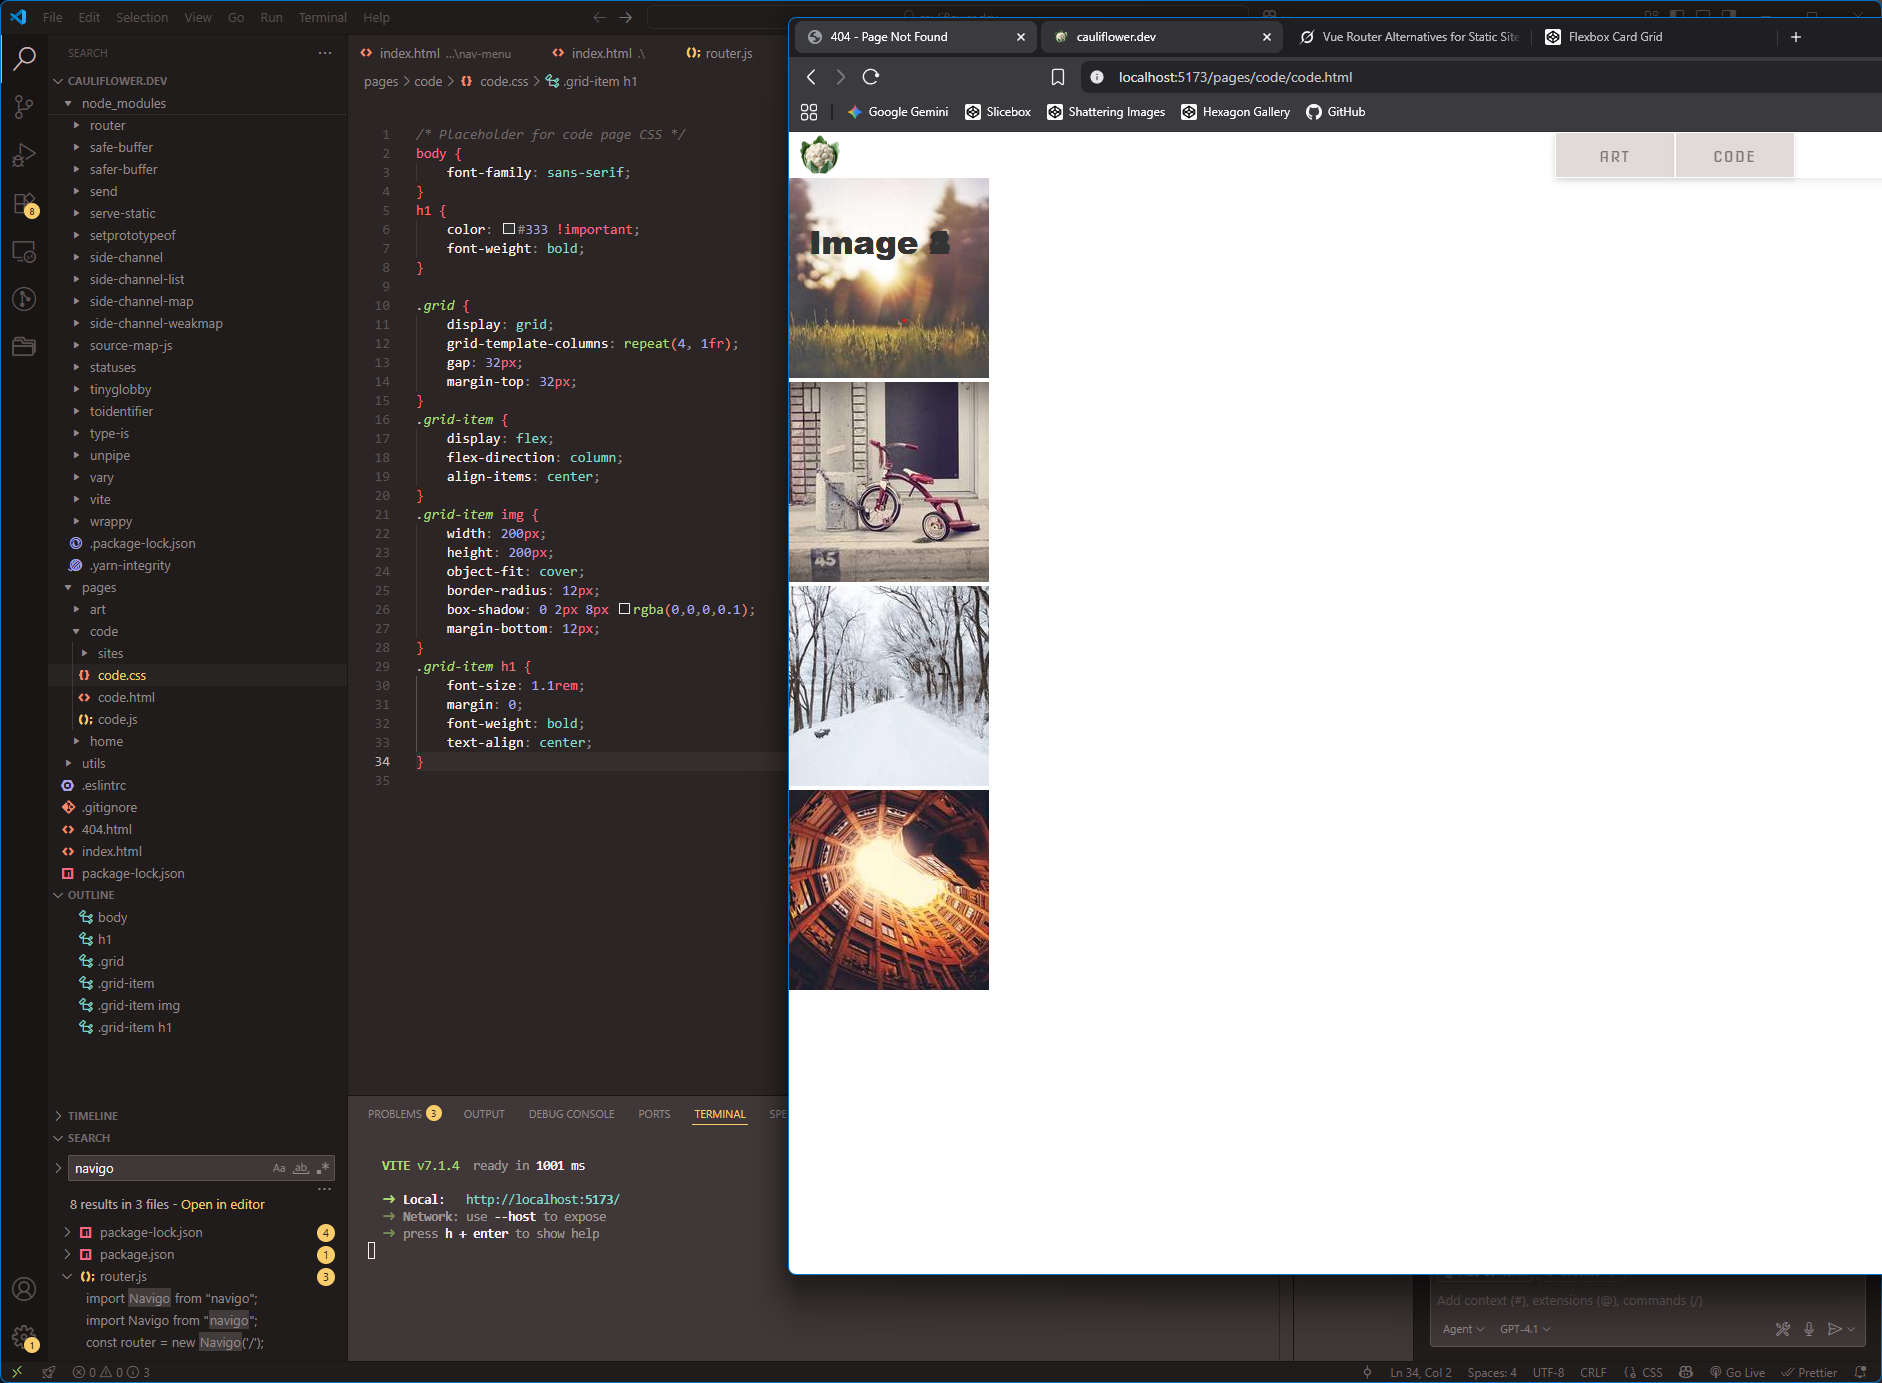 File Edit Selection View Go Run Terminal Help
SEARCH
CAULIFLOWER.DEV
node_modules
router
safe-buffer
safer-buffer
send
serve-static
setprototypeof
side-channel
side-channel-list
side-channel-map
side-channel-weakmap
source-map-js
statuses
tinyglobby
toidentifier
type-is
unpipe
vary
vite
wrappy
.package-lock.json
.yarn-integrity
pages
art
code
sites
code.css
code.html
code.js
home
utils
.eslintrc
.gitignore
404.html
index.html
package-lock.json
OUTLINE
body
h1
.grid
.grid-item
.grid-item img
.grid-item h1
TIMELINE
SEARCH
navigo
Aa ab
8 results in 3 files - Open in editor
package-lock.json 4
package.json 1
router.js 3
import Navigo from "navigo";
import Navigo from "navigo";
const router = new Navigo('/');
8
1
index.html ...\nav-menu index.html .\ router.js
pages > code > code.css > .grid-item h1
1 /* Placeholder for code page CSS */
2 body {
3 font-family: sans-serif;
4 }
5 h1 {
6 color: #333 !important;
7 font-weight: bold;
8 }
9
10 .grid {
11 display: grid;
12 grid-template-columns: repeat(4, 1fr);
13 gap: 32px;
14 margin-top: 32px;
15 }
16 .grid-item {
17 display: flex;
18 flex-direction: column;
19 align-items: center;
20 }
21 .grid-item img {
22 width: 200px;
23 height: 200px;
24 object-fit: cover;
25 border-radius: 12px;
26 box-shadow: 0 2px 8px rgba(0,0,0,0.1);
27 margin-bottom: 12px;
28 }
29 .grid-item h1 {
30 font-size: 1.1rem;
31 margin: 0;
32 font-weight: bold;
33 text-align: center;
34 }
35
PROBLEMS 3 OUTPUT DEBUG CONSOLE PORTS TERMINAL SPE
VITE v7.1.4 ready in 1001 ms
➜ Local: http://localhost:5173/
➜ Network: use --host to expose
➜ press h + enter to show help
404 - Page Not Found
cauliflower.dev
Vue Router Alternatives for Static Site
Flexbox Card Grid
localhost:5173/pages/code/code.html
Google Gemini Slicebox Shattering Images Hexagon Gallery GitHub
ART CODE
Image
45
Add context (#), extensions (@), commands (/)
Agent GPT-4.1
0 0 3
Ln 34, Col 2 Spaces: 4 UTF-8 CRLF {} CSS Go Live Prettier